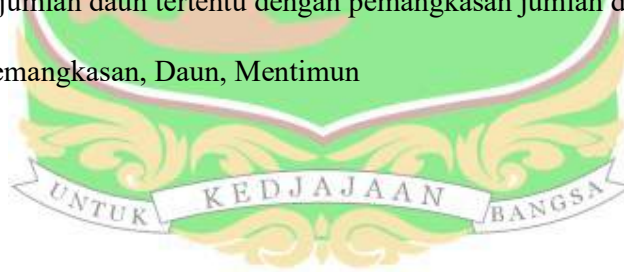 jumlah daun tertentu dengan pemangkasan jumlah d
emangkasan, Daun, Mentimun
UNTUK KEDJAJAAN BANGSA